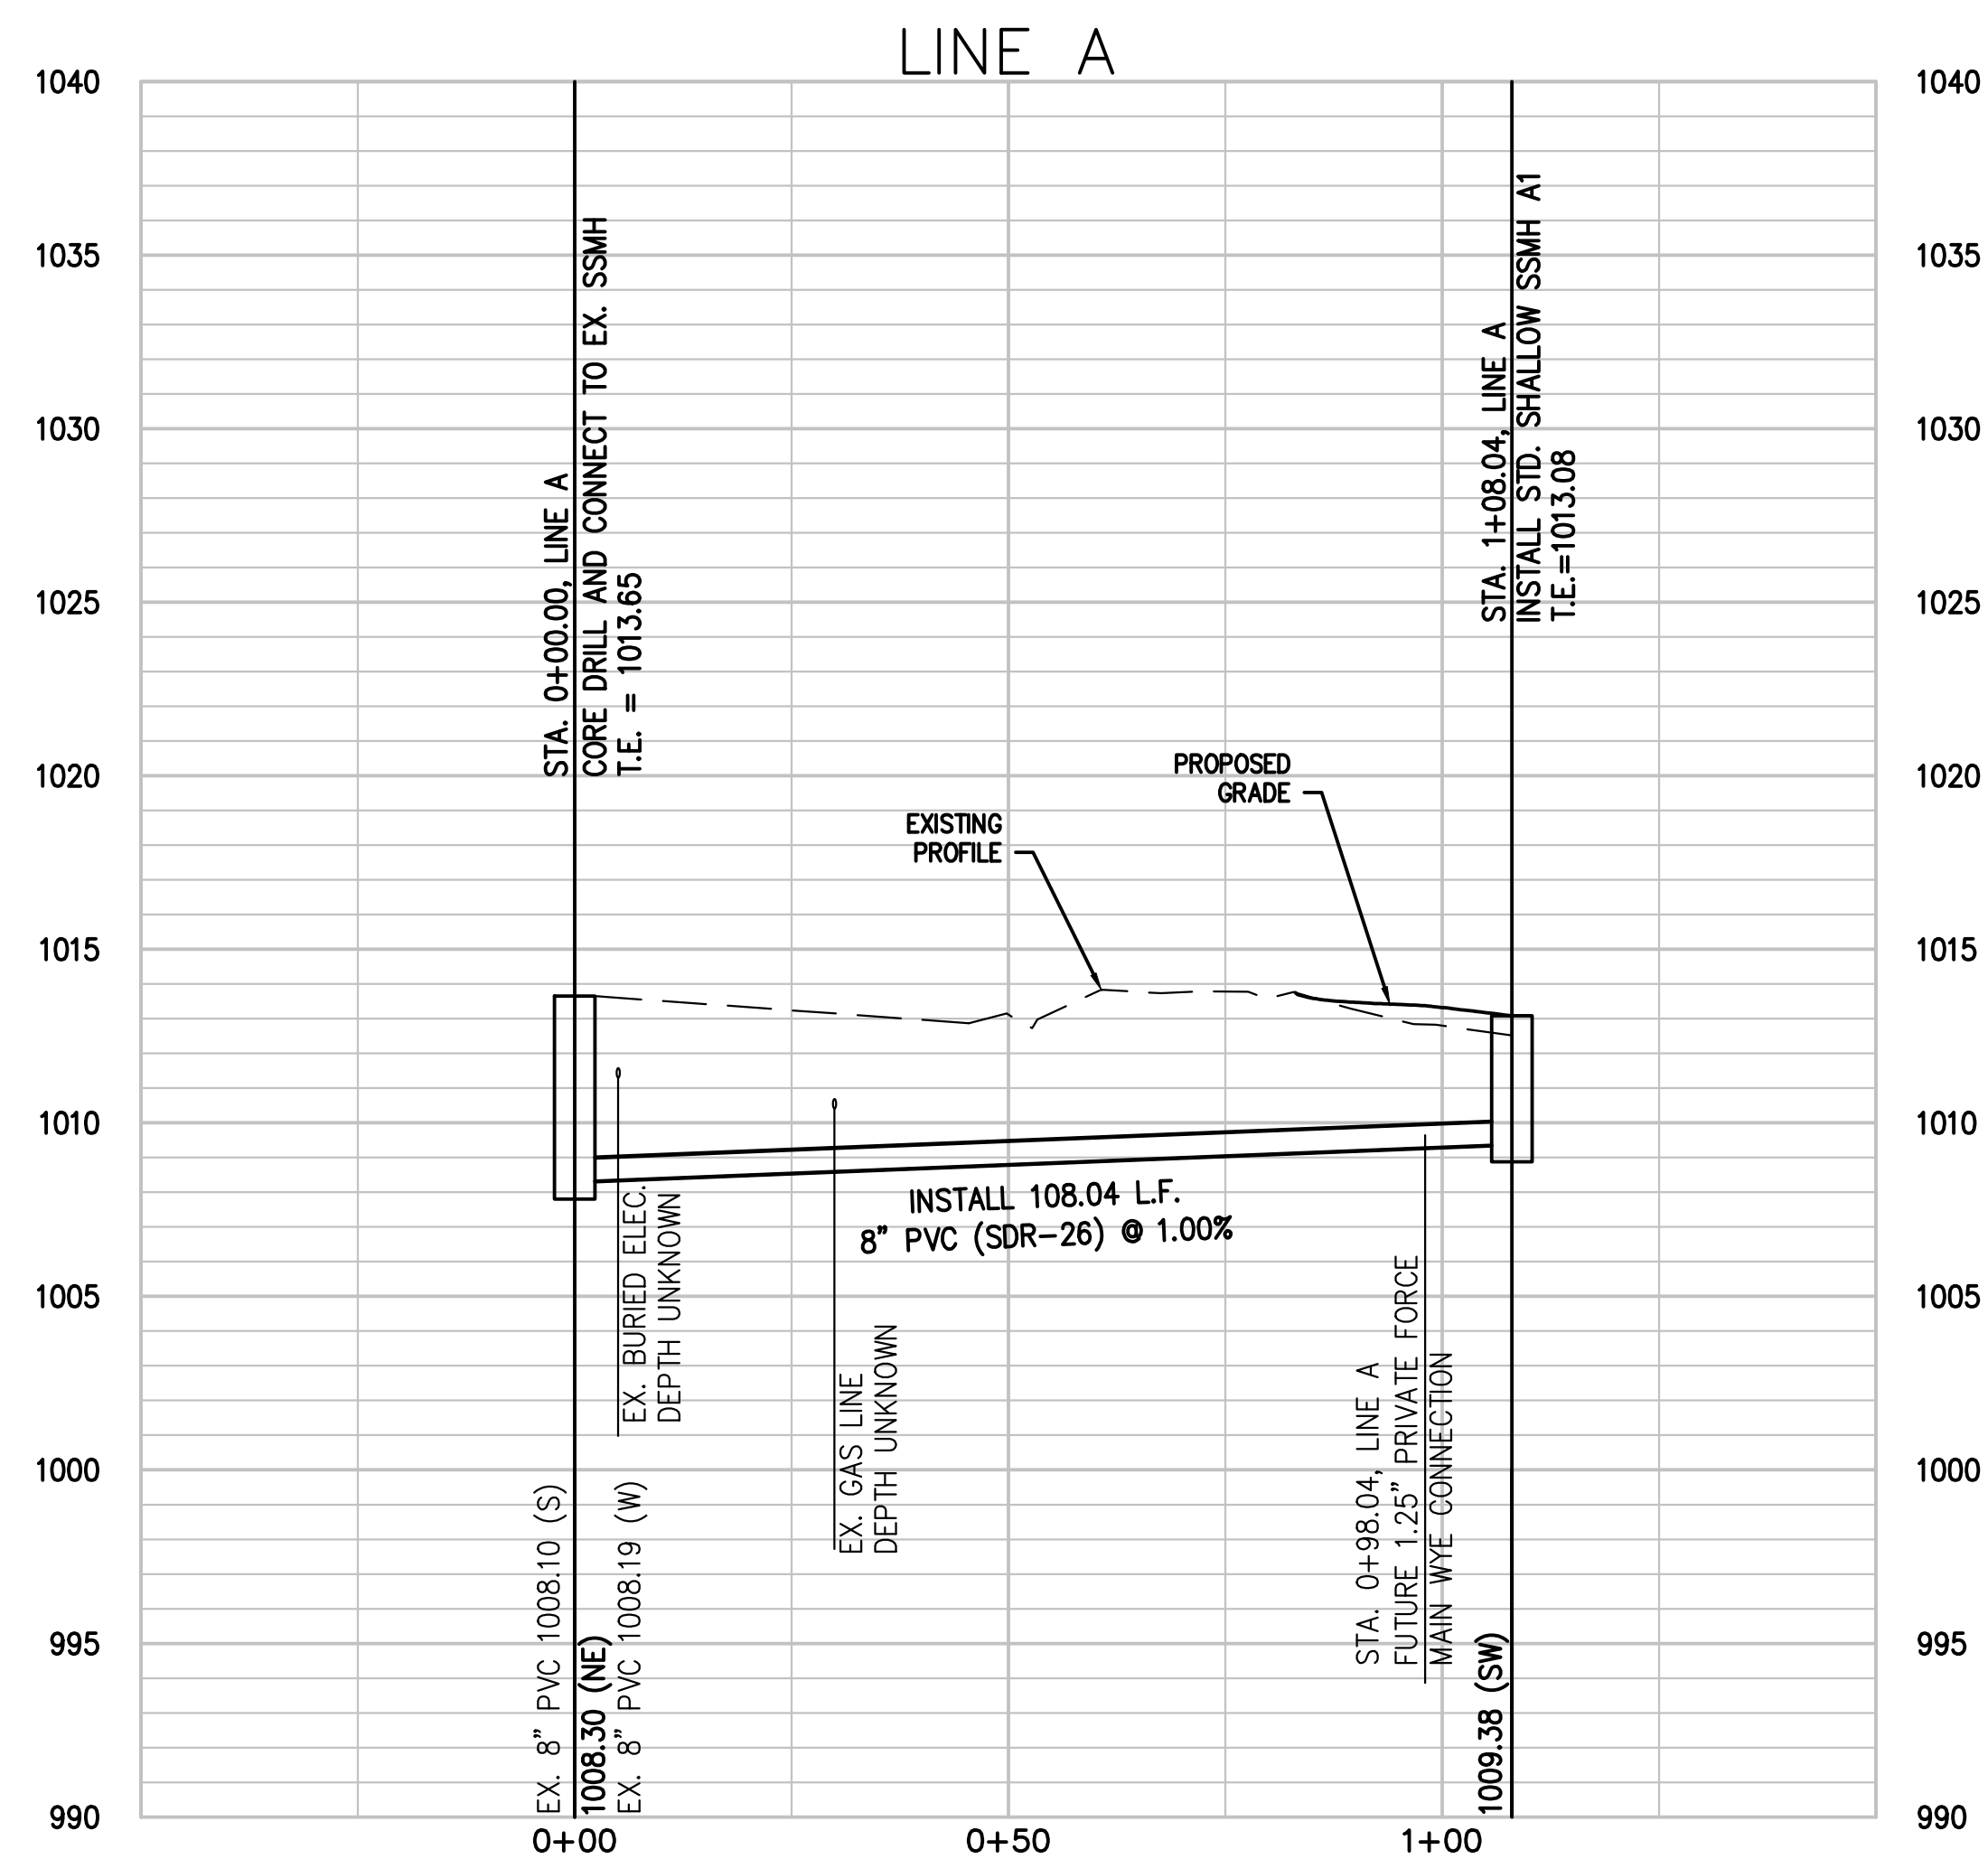 LINE A
1040
1040
1035
1035
1030
1030
1025
1025
1020
1020
1015
1015
1010
1010
1005
1005
1000
1000
995
995
990
990
STA. 0+00.00, LINE A
CORE DRILL AND CONNECT TO EX. SSMH
T.E. = 1013.65
STA. 1+08.04, LINE A
INSTALL STD. SHALLOW SSMH A1
T.E.=1013.08
PROPOSED
GRADE
EXISTING
PROFILE
INSTALL 108.04 L.F.
8" PVC (SDR-26) @ 1.00%
EX. BURIED ELEC.
DEPTH UNKNOWN
EX. GAS LINE
DEPTH UNKNOWN
STA. 0+98.04, LINE A
FUTURE 1.25" PRIVATE FORCE
MAIN WYE CONNECTION
EX. 8" PVC 1008.10 (S)
1008.30 (NE)
EX. 8" PVC 1008.19 (W)
1009.38 (SW)
0+00
0+50
1+00